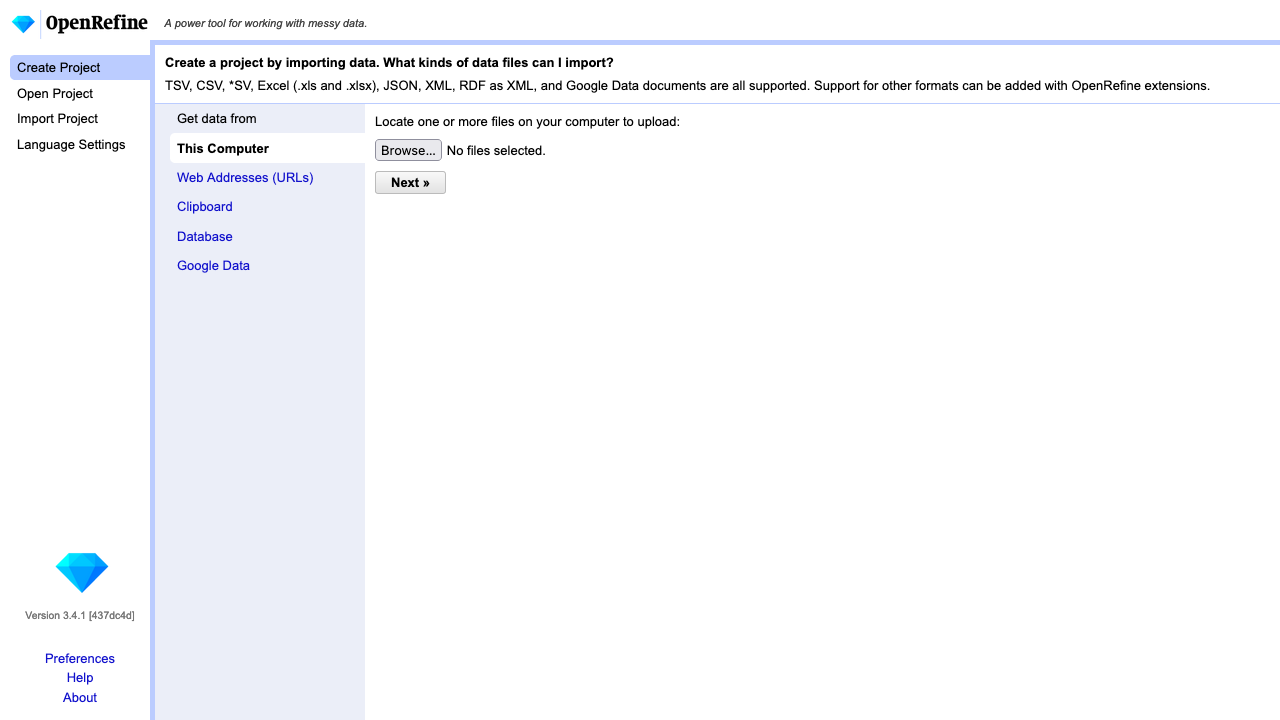 OpenRefine
A power tool for working with messy data.
Create Project
Open Project
Import Project
Language Settings
Create a project by importing data. What kinds of data files can I import?
TSV, CSV, *SV, Excel (.xls and .xlsx), JSON, XML, RDF as XML, and Google Data documents are all supported. Support for other formats can be added with OpenRefine extensions.
Get data from
This Computer
Web Addresses (URLs)
Clipboard
Database
Google Data
Locate one or more files on your computer to upload:
Browse... No files selected.
Next »
Version 3.4.1 [437dc4d]
Preferences
Help
About